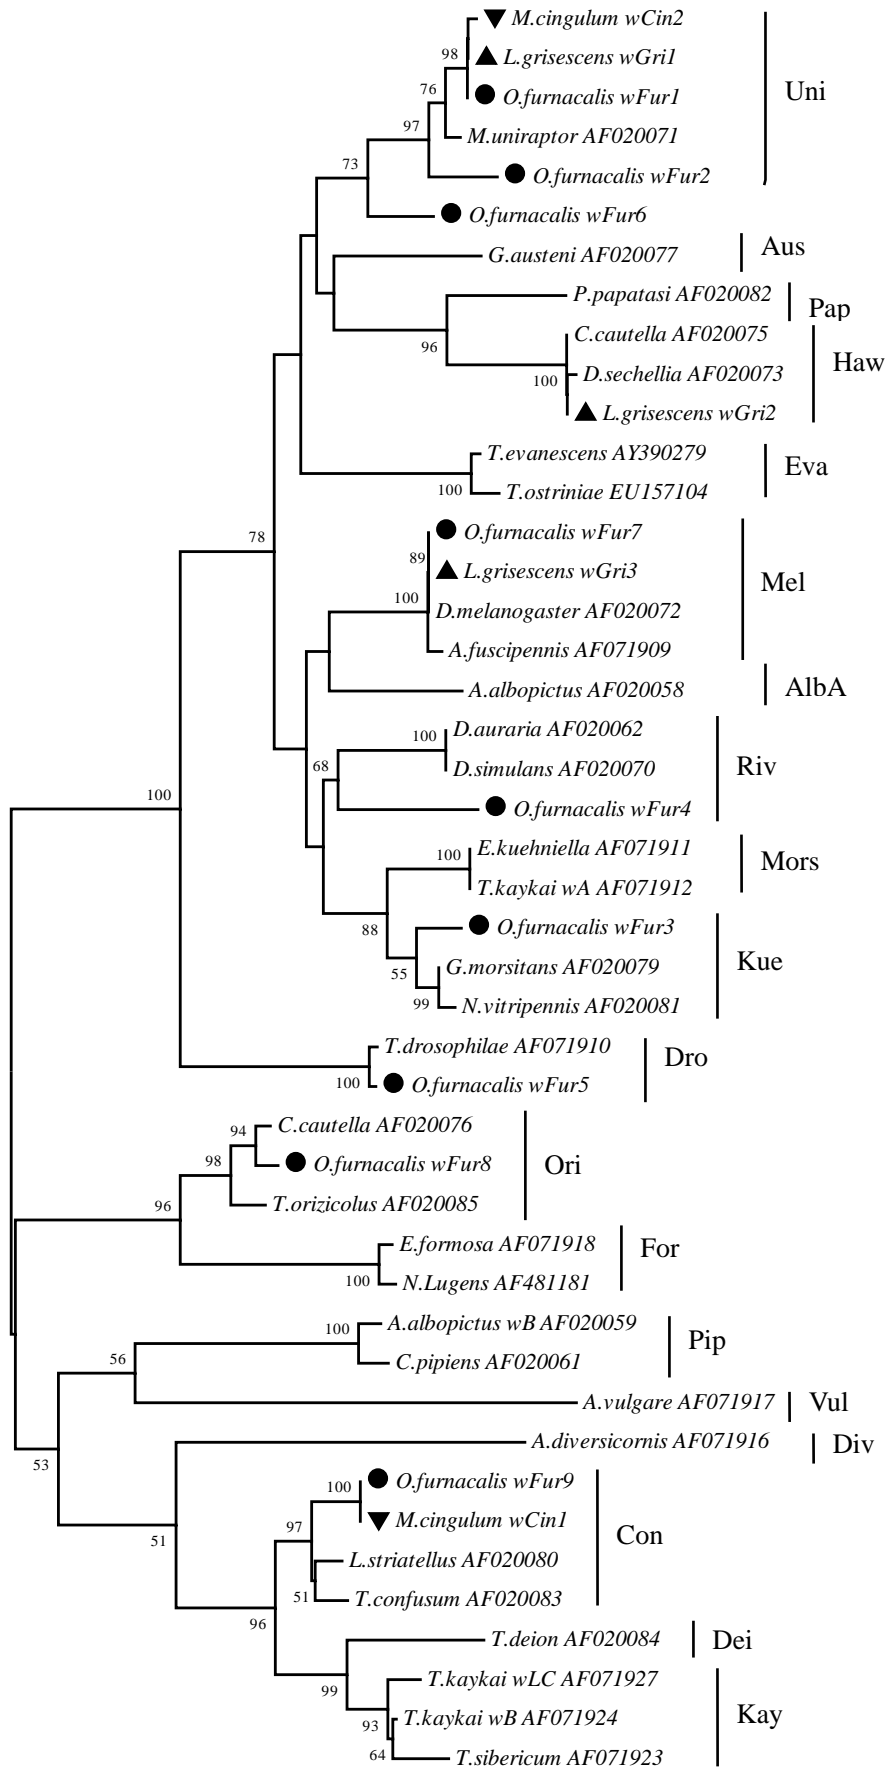 M.cingulum wCin2
98
L.grisescens wGri1
76
O.furnacalis wFur1
Uni
97
M.uniraptor AF020071
73
O.furnacalis wFur2
O.furnacalis wFur6
G.austeni AF020077
Aus
P.papatasi AF020082
Pap
96
C.cautella AF020075
100
D.sechellia AF020073
Haw
L.grisescens wGri2
T.evanescens AY390279
Eva
100
T.ostriniae EU157104
78
O.furnacalis wFur7
89
L.grisescens wGri3
Mel
100
D.melanogaster AF020072
A.fuscipennis AF071909
A.albopictus AF020058
AlbA
D.auraria AF020062
100
68
D.simulans AF020070
Riv
100
O.furnacalis wFur4
E.kuehniella AF071911
100
Mors
T.kaykai wA AF071912
88
O.furnacalis wFur3
55
G.morsitans AF020079
Kue
99
N.vitripennis AF020081
T.drosophilae AF071910
Dro
100
O.furnacalis wFur5
C.cautella AF020076
94
98
O.furnacalis wFur8
Ori
96
T.orizicolus AF020085
E.formosa AF071918
For
100
N.Lugens AF481181
A.albopictus wB AF020059
100
Pip
56
C.pipiens AF020061
A.vulgare AF071917
Vul
53
A.diversicornis AF071916
Div
O.furnacalis wFur9
100
M.cingulum wCin1
97
Con
51
L.striatellus AF020080
51
T.confusum AF020083
96
T.deion AF020084
Dei
99
T.kaykai wLC AF071927
93
T.kaykai wB AF071924
Kay
64
T.sibericum AF071923